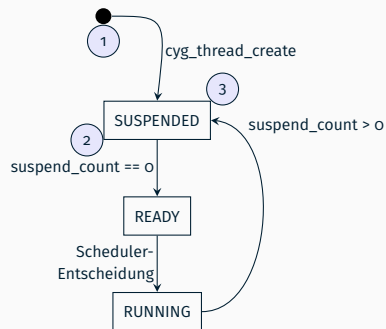 1
cyg_thread_create
3
SUSPENDED
suspend_count > 0
2
suspend_count == 0
READY
Scheduler-
Entscheidung
RUNNING